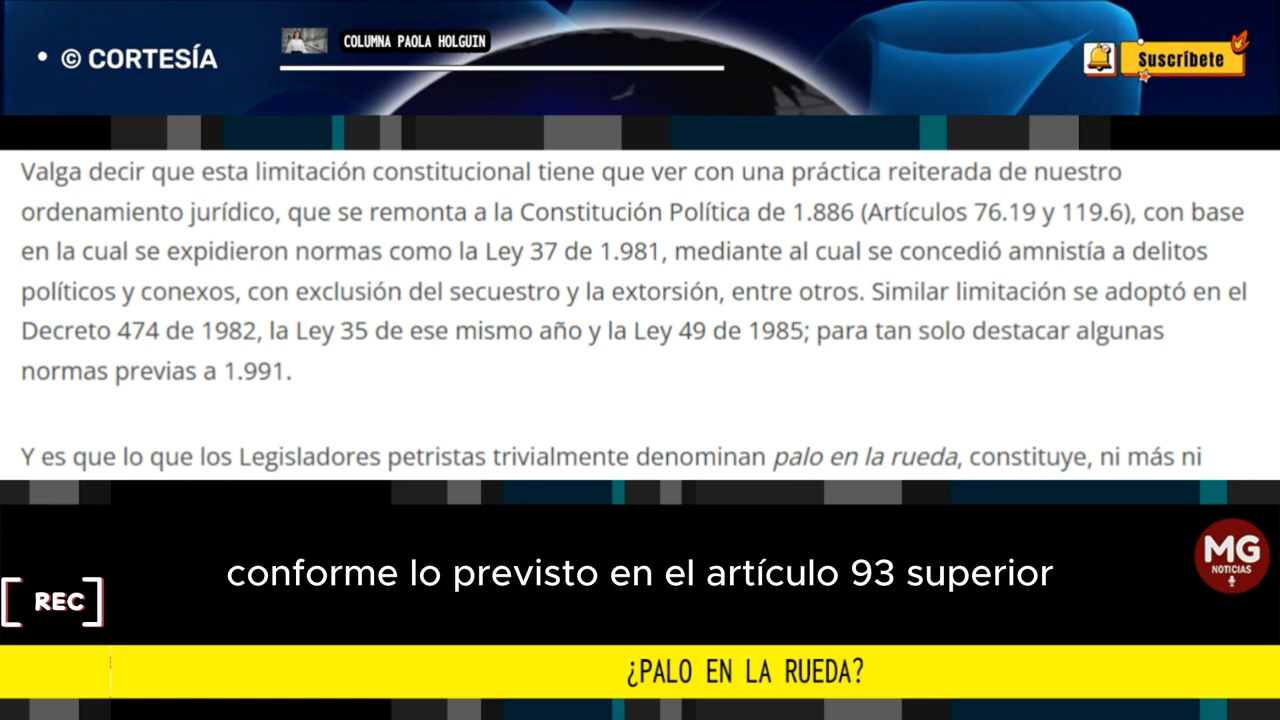 • © CORTESÍA
COLUMNA PAOLA HOLGUIN
Suscríbete
Valga decir que esta limitación constitucional tiene que ver con una práctica reiterada de nuestro
ordenamiento jurídico, que se remonta a la Constitución Política de 1.886 (Artículos 76.19 y 119.6), con base
en la cual se expidieron normas como la Ley 37 de 1.981, mediante al cual se concedió amnistía a delitos
políticos y conexos, con exclusión del secuestro y la extorsión, entre otros. Similar limitación se adoptó en el
Decreto 474 de 1982, la Ley 35 de ese mismo año y la Ley 49 de 1985; para tan solo destacar algunas
normas previas a 1.991.
Y es que lo que los Legisladores petristas trivialmente denominan palo en la rueda, constituye, ni más ni
conforme lo previsto en el artículo 93 superior
MG
NOTICIAS
REC
¿PALO EN LA RUEDA?